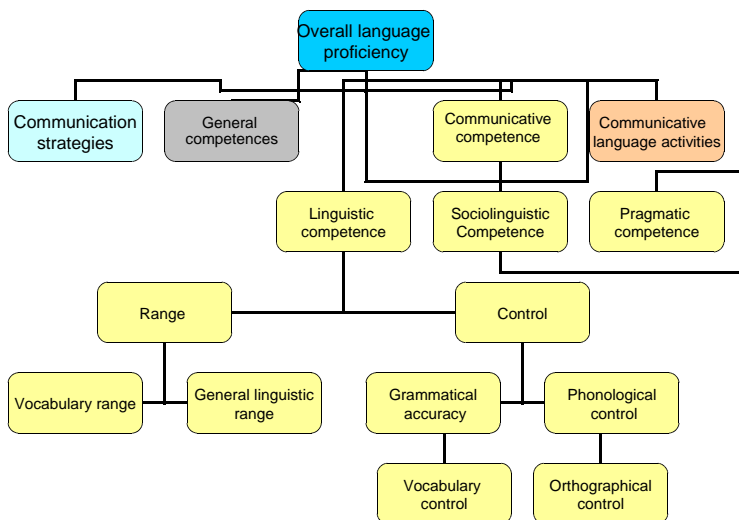 Overall language
proficiency
Communication
strategies
General
competences
Communicative
competence
Communicative
language activities
Linguistic
competence
Sociolinguistic
Competence
Pragmatic
competence
Range
Control
Vocabulary range
General linguistic
range
Grammatical
accuracy
Phonological
control
Vocabulary
control
Orthographical
control